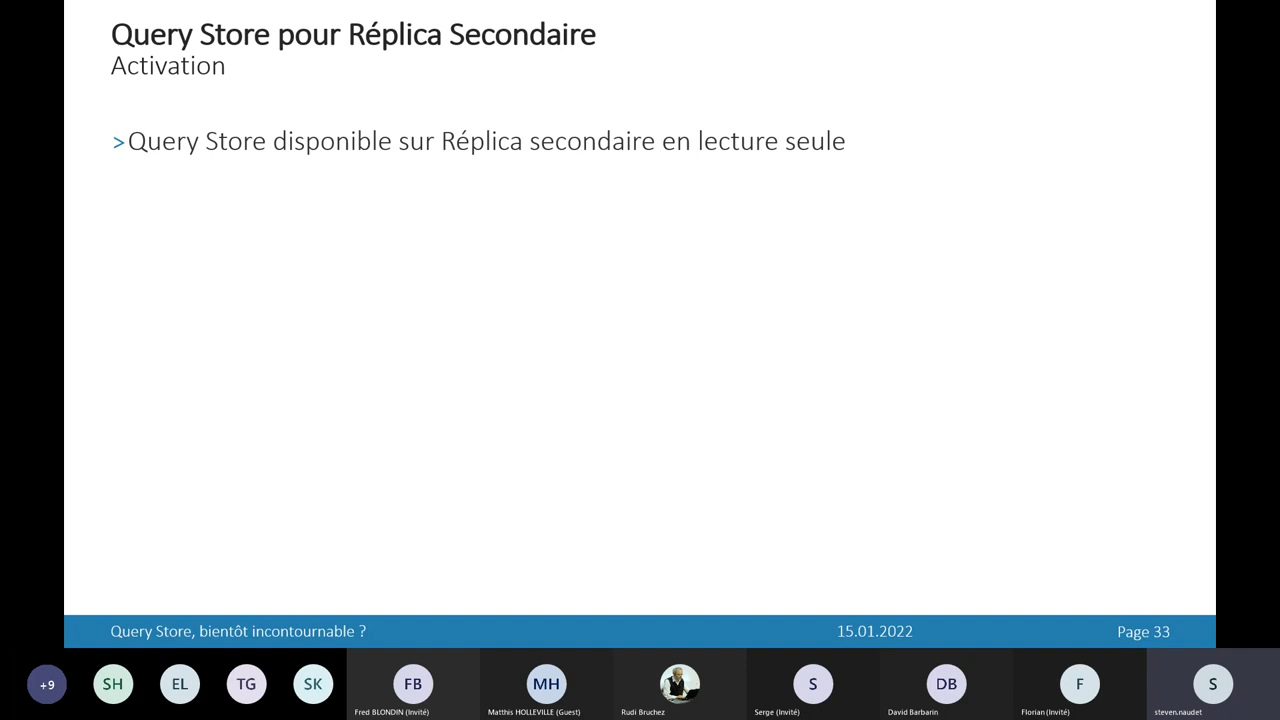 Query Store pour Réplica Secondaire
Activation
>Query Store disponible sur Réplica secondaire en lecture seule
Query Store, bientôt incontournable ?
15.01.2022
Page 33
+9
SH
EL
TG
SK
FB
MH
S
DB
F
S
Fred BLONDIN (Invité)
Matthis HOLLEVILLE (Guest)
Rudi Bruchez
Serge (Invité)
David Barbarin
Florian (Invité)
steven.naudet